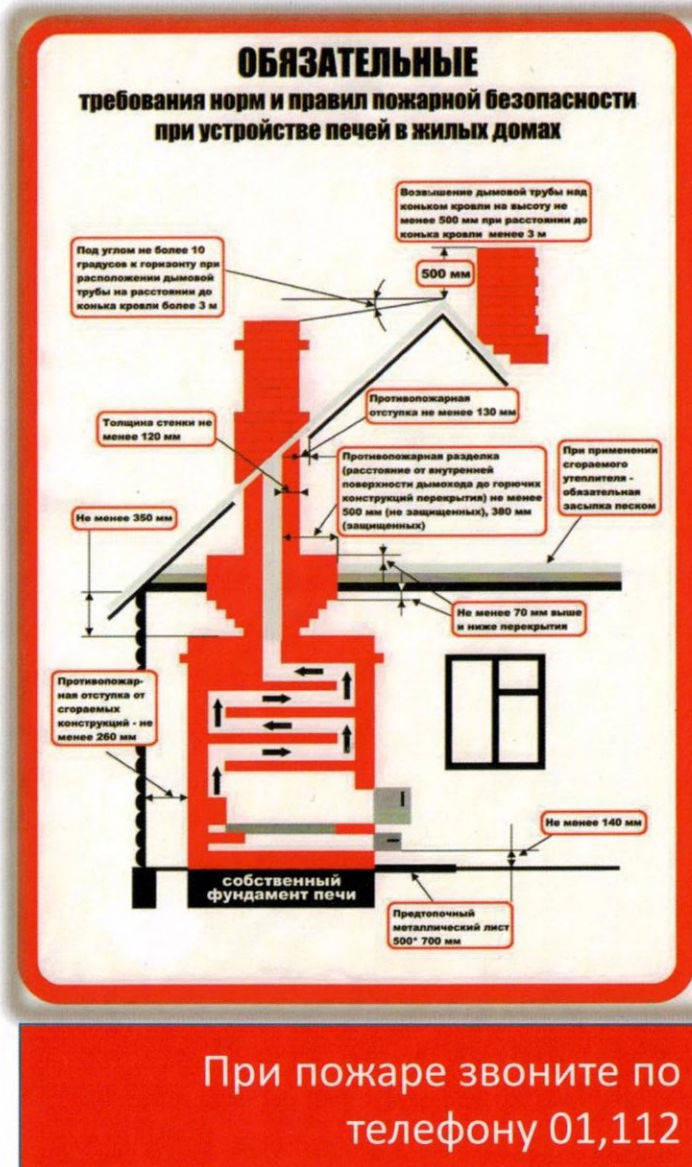 ОБЯЗАТЕЛЬНЫЕ
требования норм и правил пожарной безопасности
при устройстве печей в жилых домах
Возвышение дымовой трубы над
коньком кровли на высоту не
менее 500 мм при расстоянии до
конька кровли менее 3 м
Под углом не более 10
градусов к горизонту при
расположении дымовой
трубы на расстоянии до
конька кровли более 3 м
500 мм
Противопожарная
отступка не менее 130 мм
Толщина стенки не
менее 120 мм
Противопожарная разделка
(расстояние от внутренней
поверхности дымохода до горючих
конструкций перекрытия) не менее
500 мм (не защищенных), 380 мм
(защищенных)
При применении
сгораемого
утеплителя -
обязательная
засыпка песком
Не менее 350 мм
Не менее 70 мм выше
и ниже перекрытия
Противопожар-
ная отступка от
сгораемых
конструкций - не
менее 260 мм
Не менее 140 мм
собственный
фундамент печи
Предтопочный
металлический лист
500* 700 мм
При пожаре звоните по
телефону 01,112